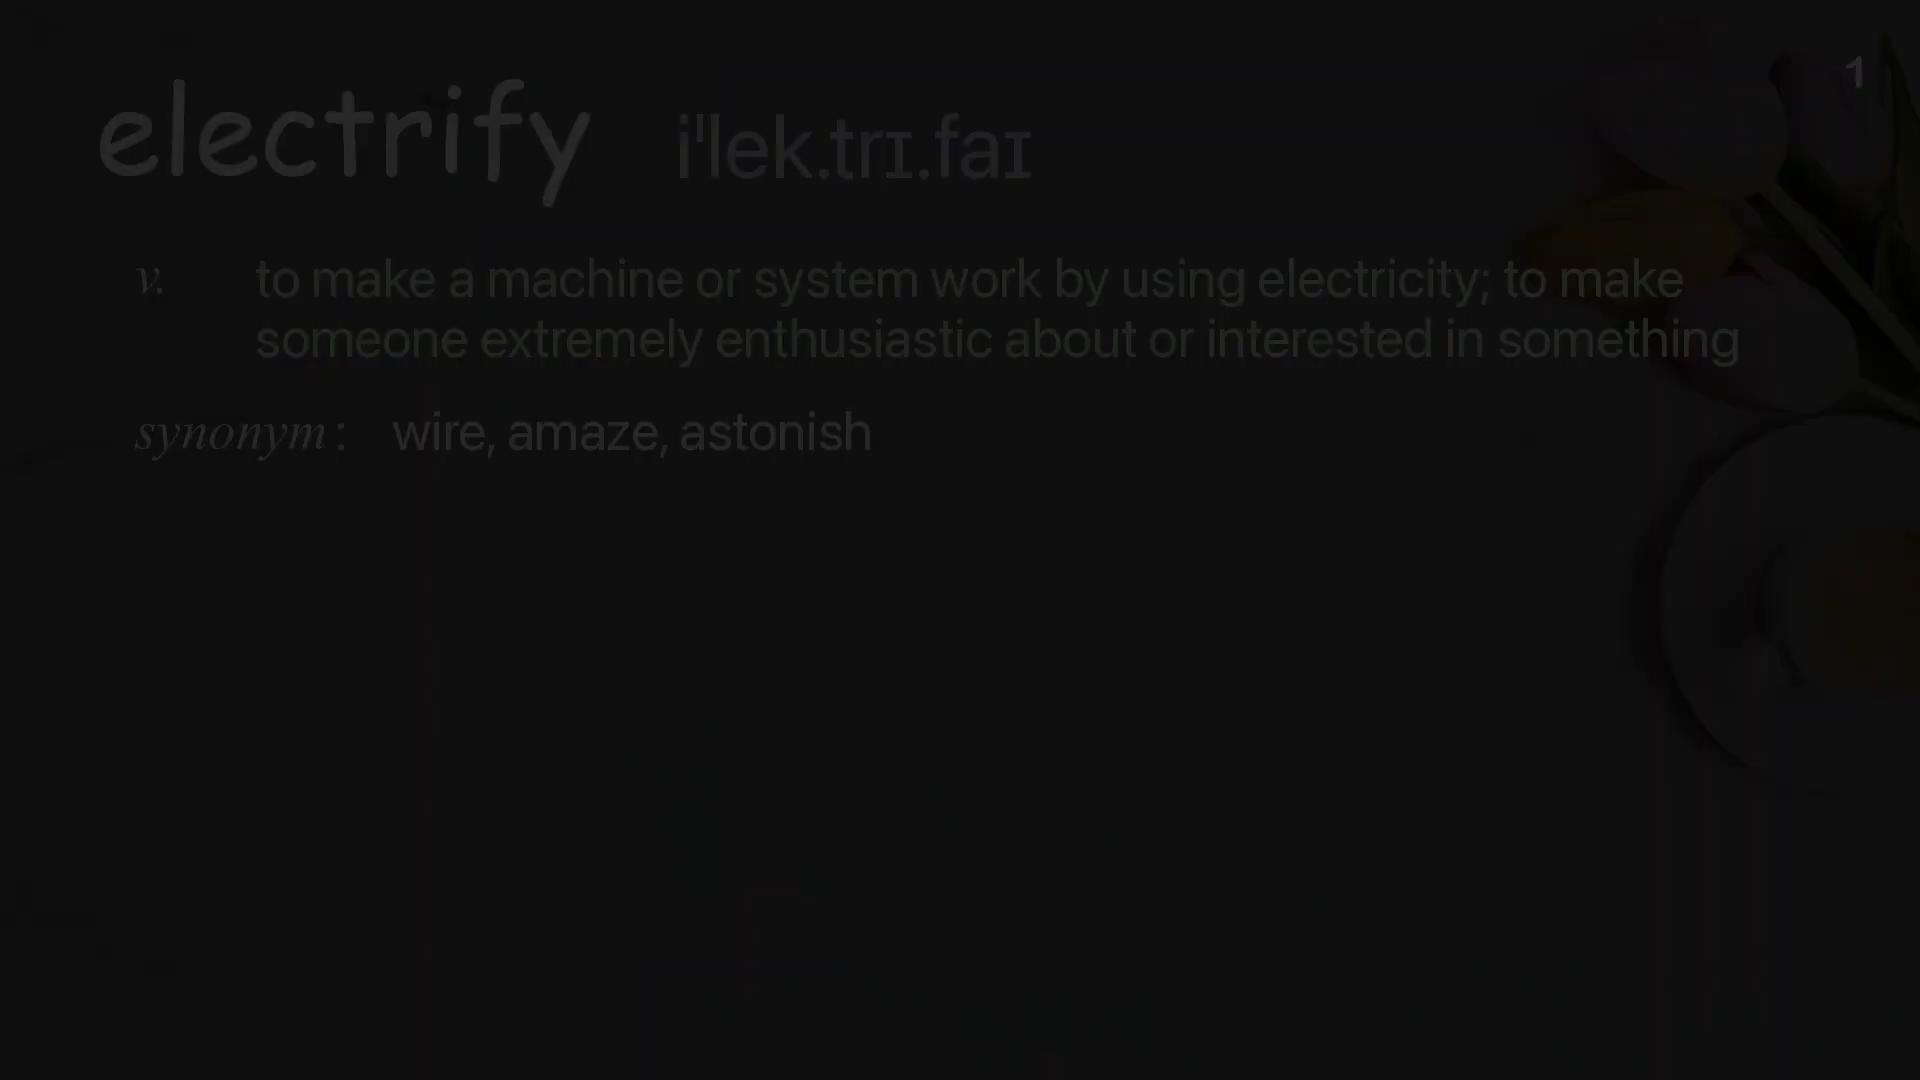 1
electrify iˈlek.trɪ.faɪ
v. to make a machine or system work by using electricity; to make
someone extremely enthusiastic about or interested in something
synonym : wire, amaze, astonish